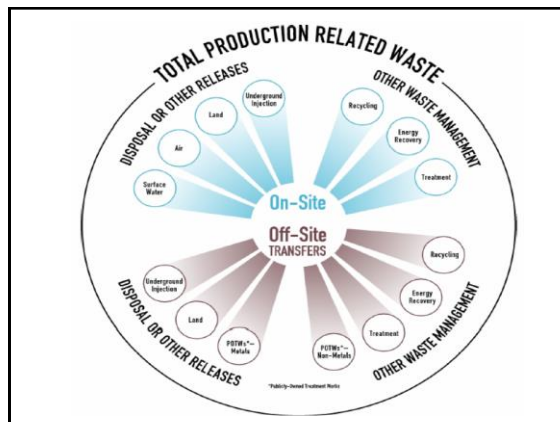 TOTAL PRODUCTION RELATED WASTE
DISPOSAL OR OTHER RELEASES
OTHER WASTE MANAGEMENT
Underground
Injection
Land
Air
Surface
Water
Recycling
Energy
Recovery
Treatment
On-Site
Off-Site
TRANSFERS
Underground
Injection
Land
POTWs*—
Metals
POTWs*—
Non-Metals
Treatment
Energy
Recovery
Recycling
DISPOSAL OR OTHER RELEASES
OTHER WASTE MANAGEMENT
*Publicly-Owned Treatment Works